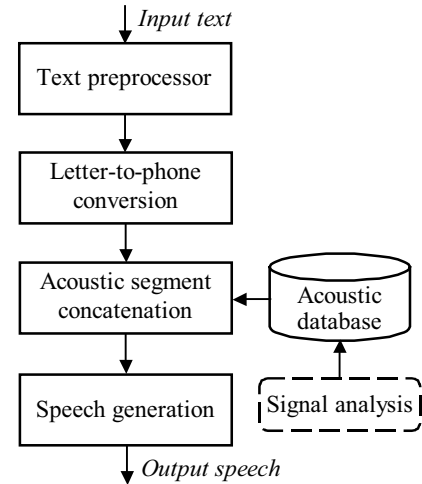 Input text
Text preprocessor
Letter-to-phone
conversion
Acoustic segment
concatenation
Acoustic
database
Speech generation
Signal analysis
Output speech